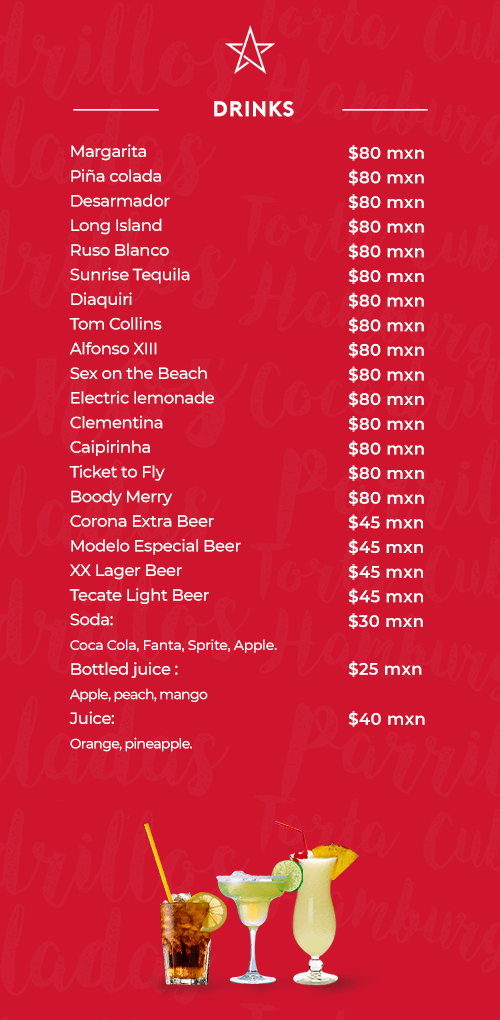 DRINKS
Margarita $80 mxn
Piña colada $80 mxn
Desarmador $80 mxn
Long Island $80 mxn
Ruso Blanco $80 mxn
Sunrise Tequila $80 mxn
Diaquiri $80 mxn
Tom Collins $80 mxn
Alfonso XIII $80 mxn
Sex on the Beach $80 mxn
Electric lemonade $80 mxn
Clementina $80 mxn
Caipirinha $80 mxn
Ticket to Fly $80 mxn
Boody Merry $80 mxn
Corona Extra Beer $45 mxn
Modelo Especial Beer $45 mxn
XX Lager Beer $45 mxn
Tecate Light Beer $45 mxn
Soda: $30 mxn
Coca Cola, Fanta, Sprite, Apple.
Bottled juice : $25 mxn
Apple, peach, mango
Juice: $40 mxn
Orange, pineapple.